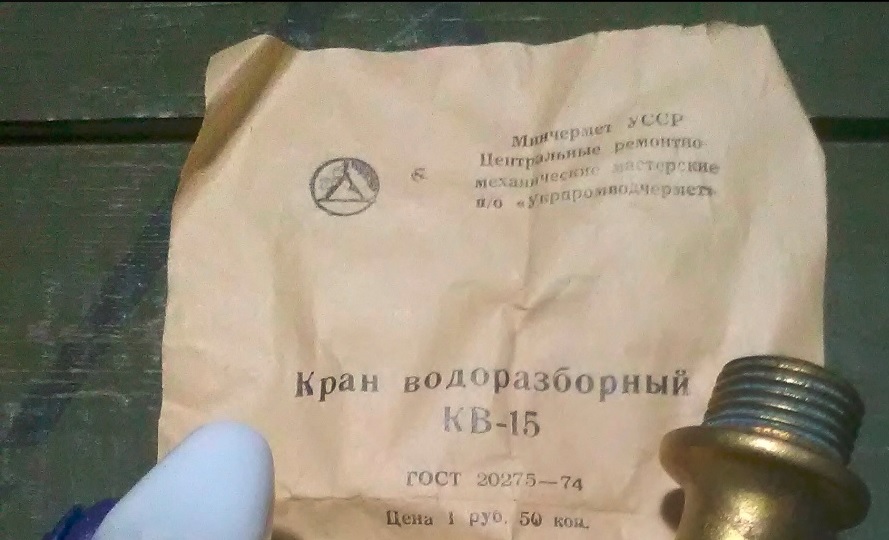 Минчермет УССР
Центральные ремонтно-
механические мастерские
п/о «Укрпромводчермет»
Кран водоразборный
КВ-15
ГОСТ 20275—74
Цена 1 руб. 50 коп.